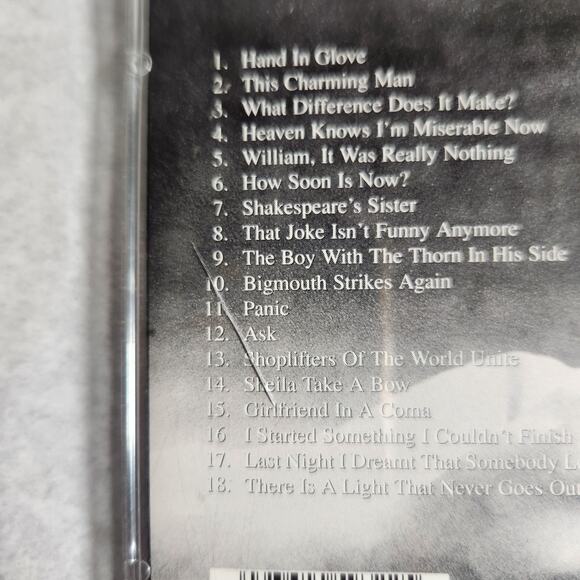 1. Hand In Glove
2. This Charming Man
3. What Difference Does It Make?
4. Heaven Knows I'm Miserable Now
5. William, It Was Really Nothing
6. How Soon Is Now?
7. Shakespeare's Sister
8. That Joke Isn't Funny Anymore
9. The Boy With The Thorn In His Side
10. Bigmouth Strikes Again
11. Panic
12. Ask
13. Shoplifters Of The World Unite
14. Sheila Take A Bow
15. Girlfriend In A Coma
16 I Started Something I Couldn't Finish
17. Last Night I Dreamt That Somebody L
18. There Is A Light That Never Goes Out